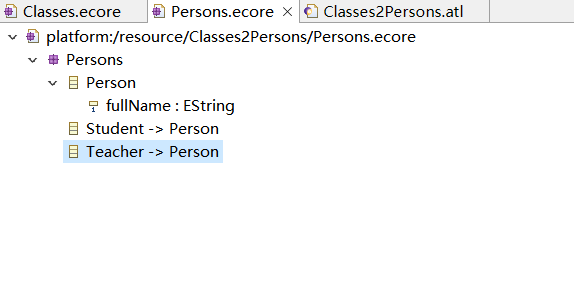 Classes.ecore Persons.ecore Classes2Persons.atl
platform:/resource/Classes2Persons/Persons.ecore
Persons
Person
fullName : EString
Student -> Person
Teacher -> Person